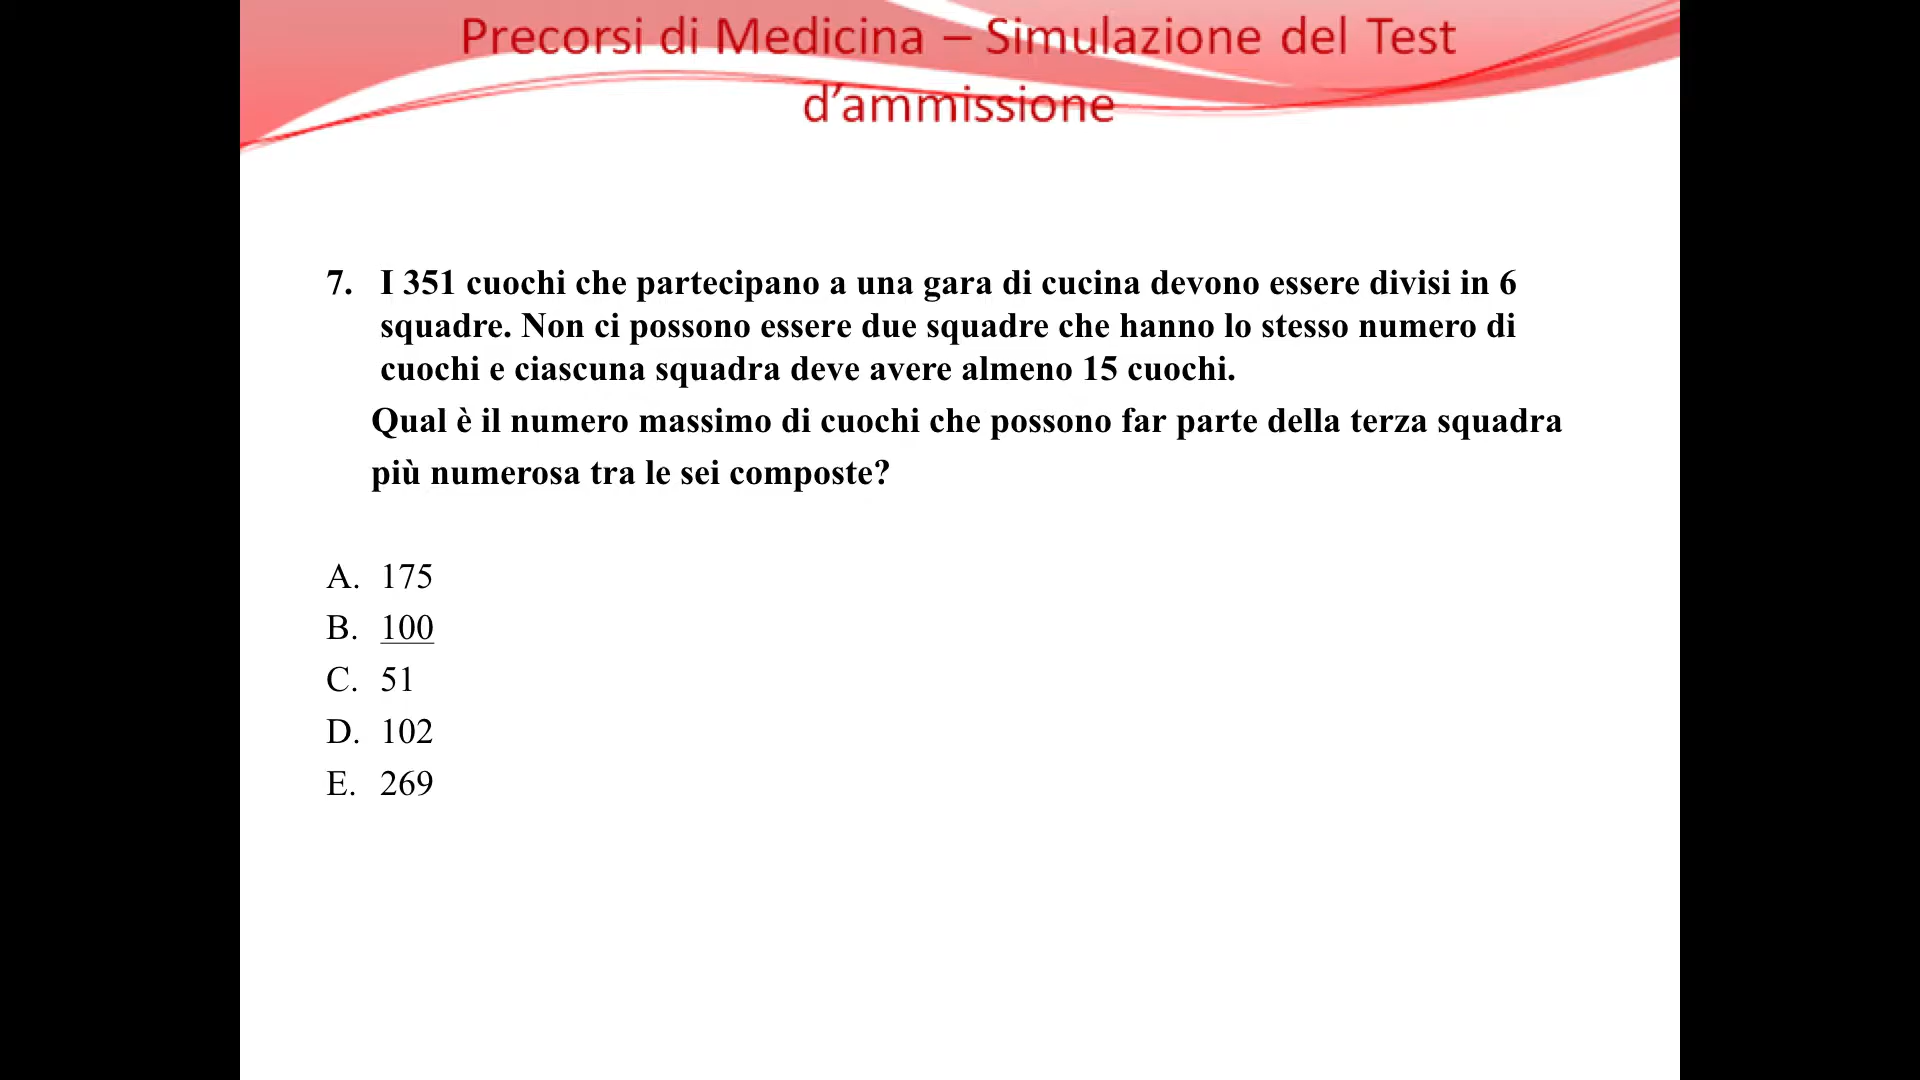 Precorsi di Medicina – Simulazione del Test
d’ammissione
7. I 351 cuochi che partecipano a una gara di cucina devono essere divisi in 6
squadre. Non ci possono essere due squadre che hanno lo stesso numero di
cuochi e ciascuna squadra deve avere almeno 15 cuochi.
Qual è il numero massimo di cuochi che possono far parte della terza squadra
più numerosa tra le sei composte?
A. 175
B. 100
C. 51
D. 102
E. 269